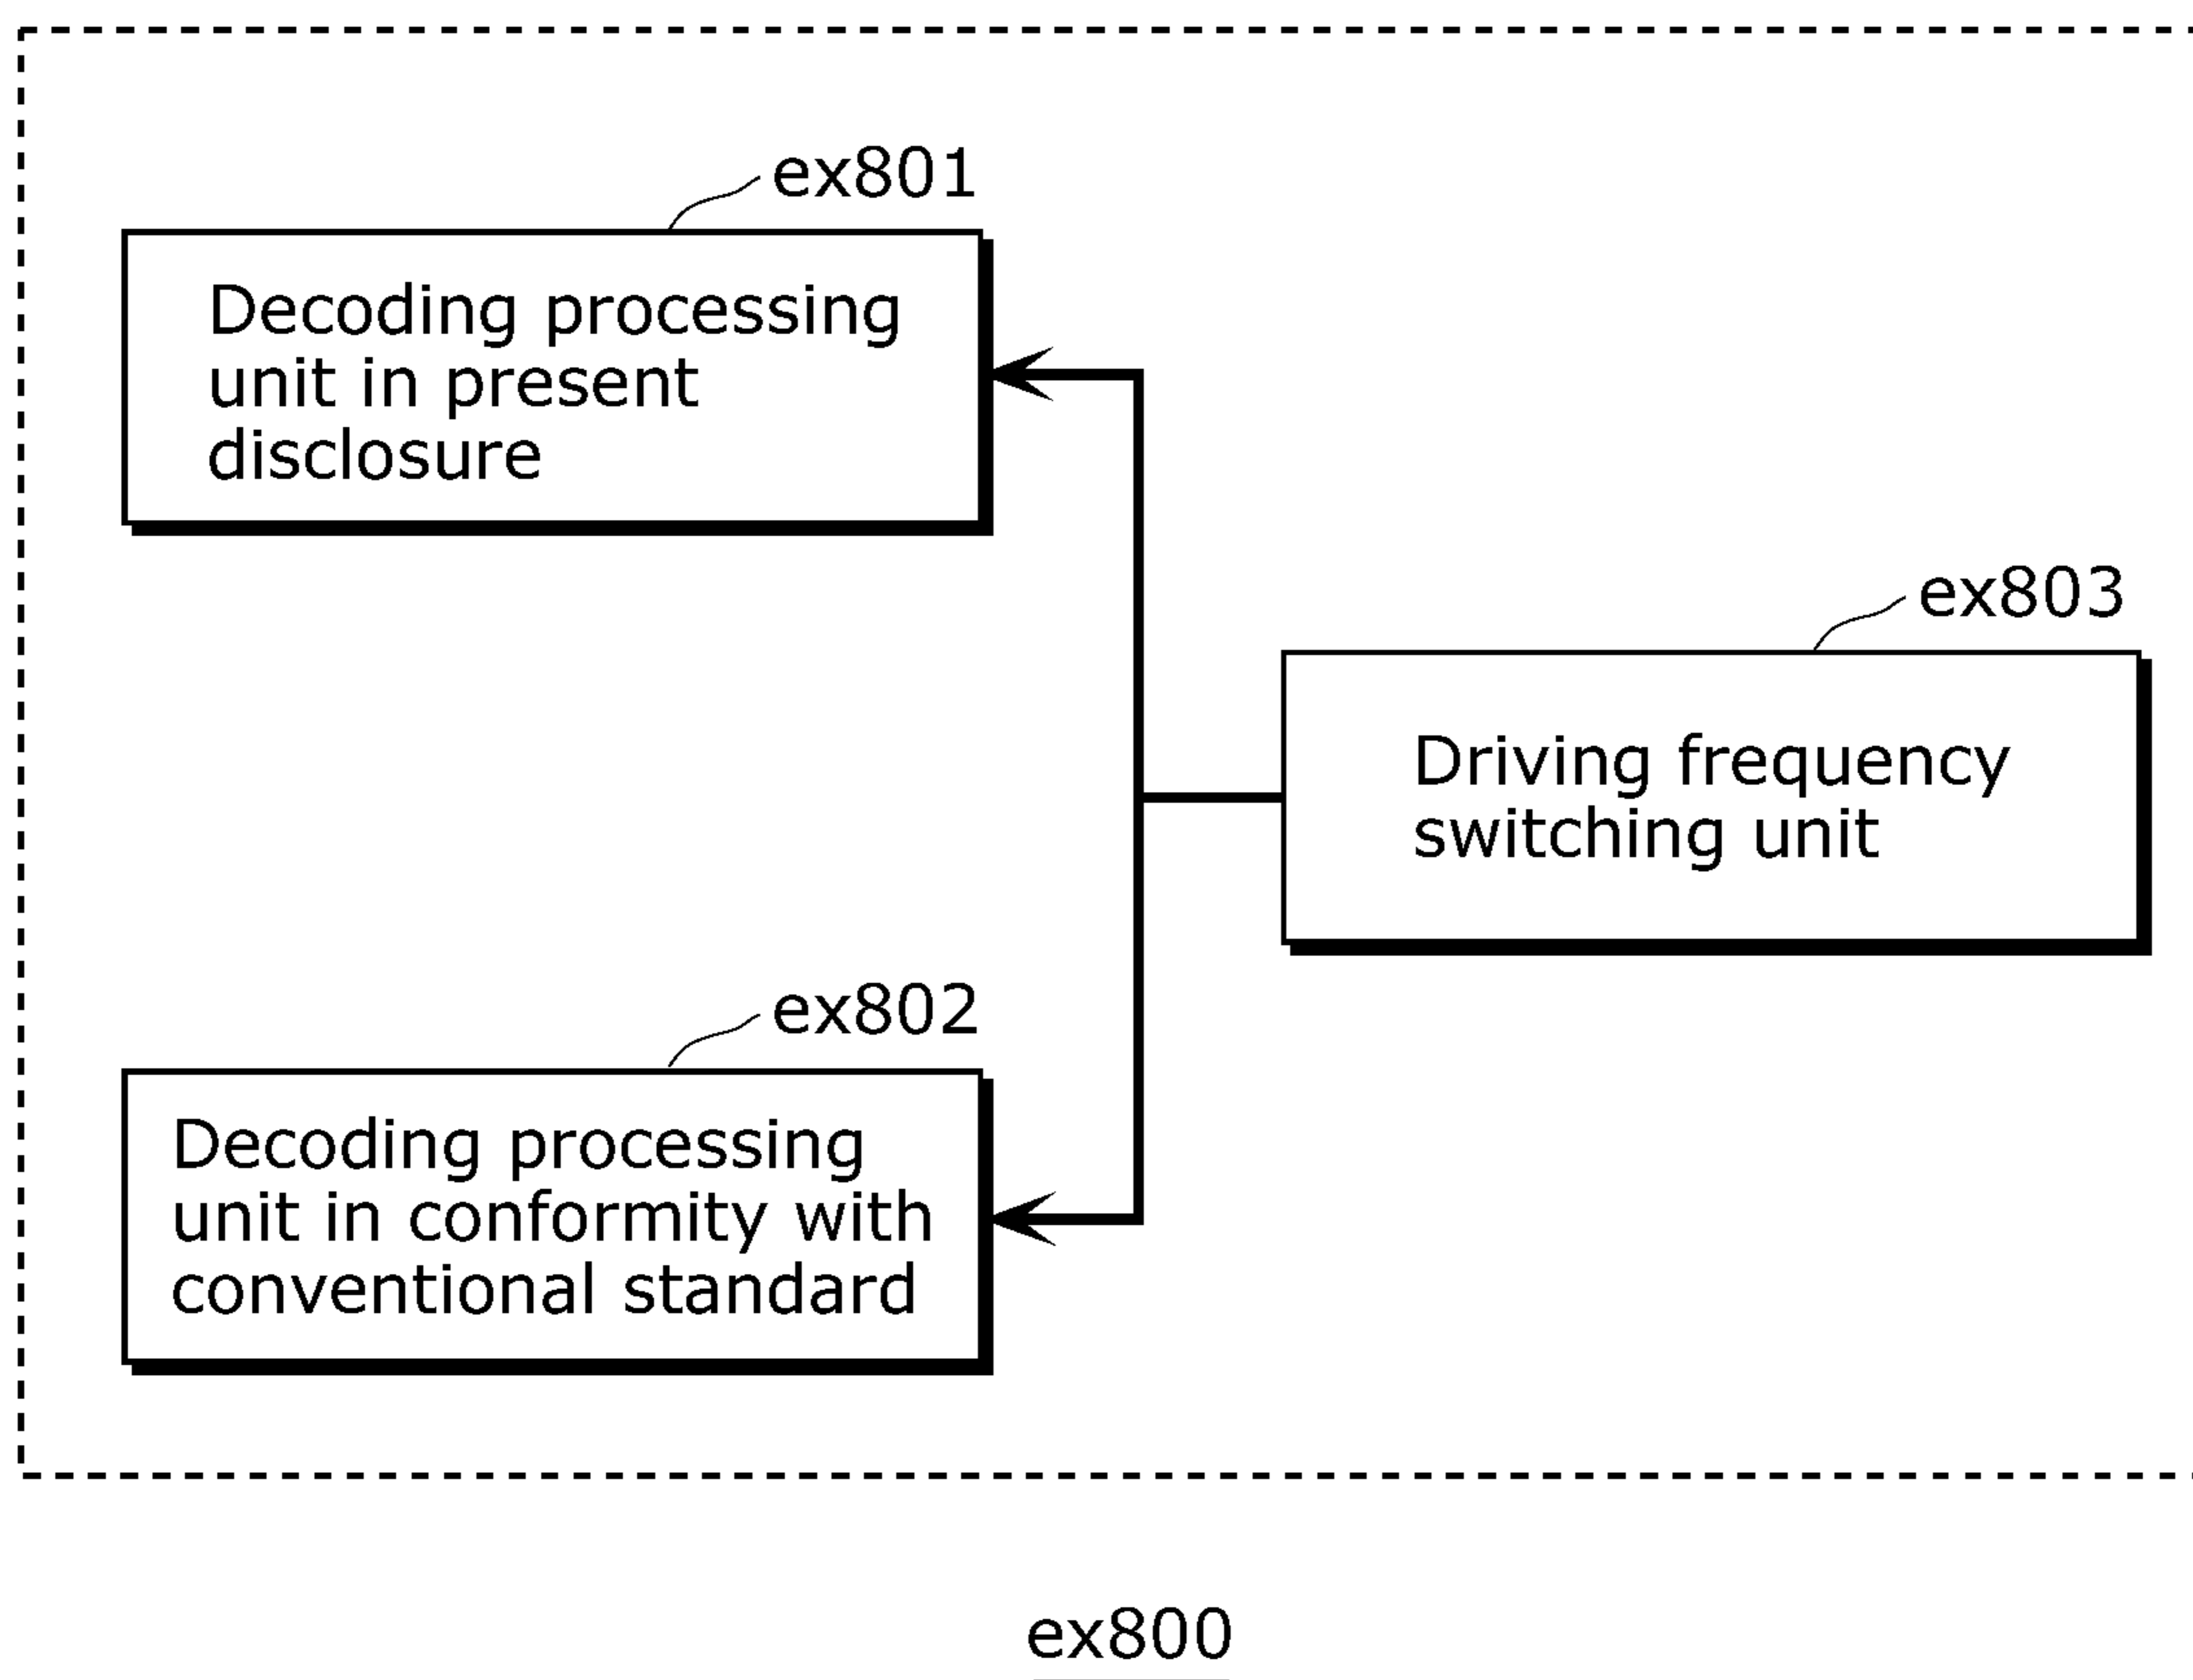 ex801
Decoding processing
unit in present
disclosure
ex803
Driving frequency
switching unit
ex802
Decoding processing
unit in conformity with
conventional standard
ex800